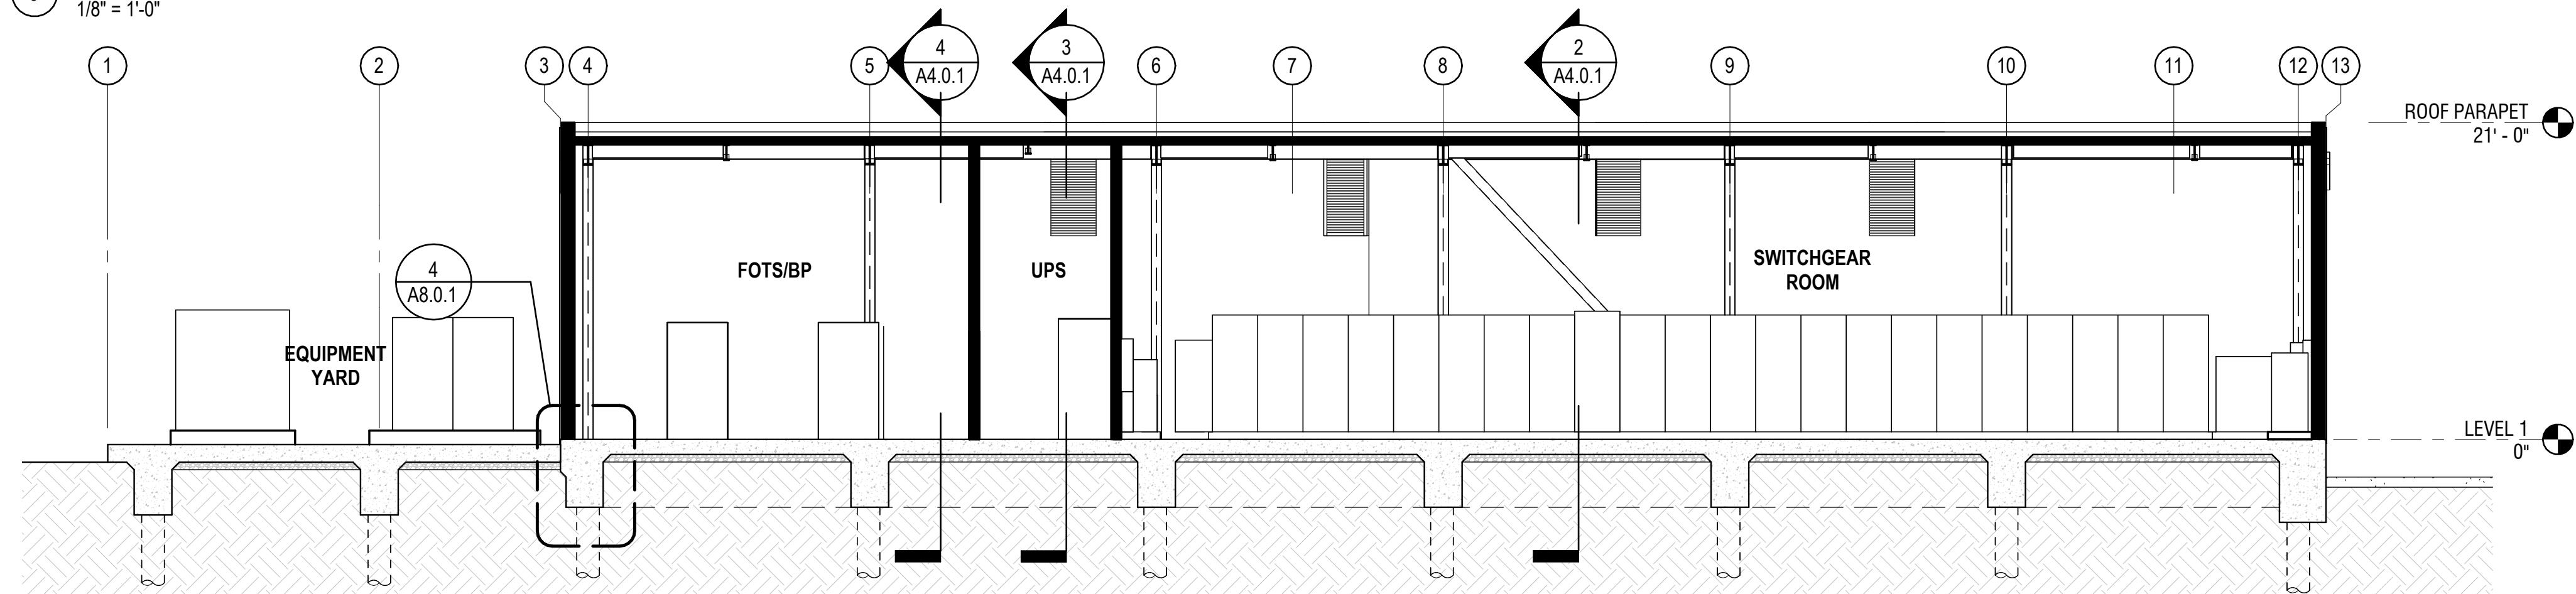 1/8" = 1'-0"
1
2
3
4
5
4
A4.0.1
3
A4.0.1
6
7
8
2
A4.0.1
9
10
11
12
13
ROOF PARAPET
21' - 0"
4
A8.0.1
FOTS/BP
UPS
SWITCHGEAR
ROOM
EQUIPMENT
YARD
LEVEL 1
0"